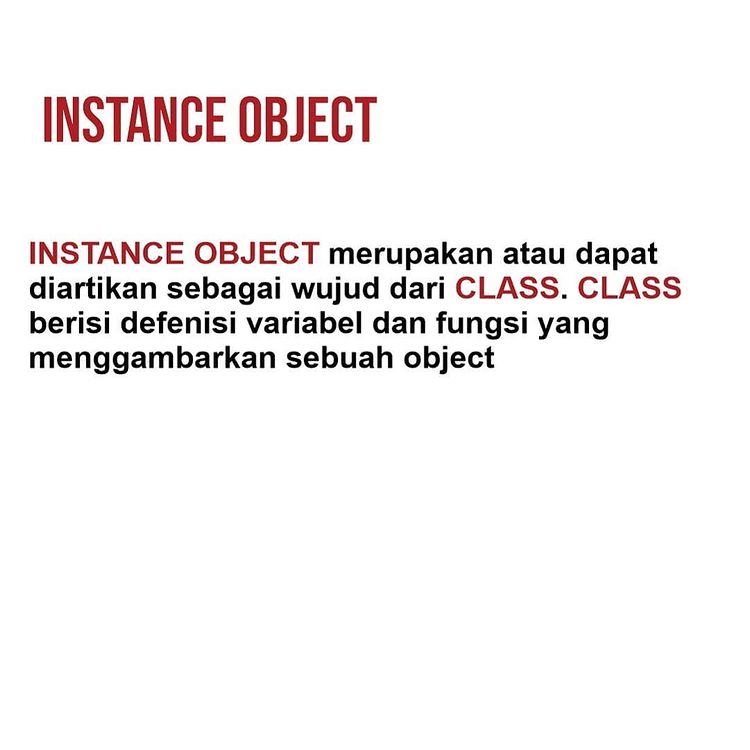 INSTANCE OBJECT
INSTANCE OBJECT merupakan atau dapat
diartikan sebagai wujud dari CLASS. CLASS
berisi defenisi variabel dan fungsi yang
menggambarkan sebuah object